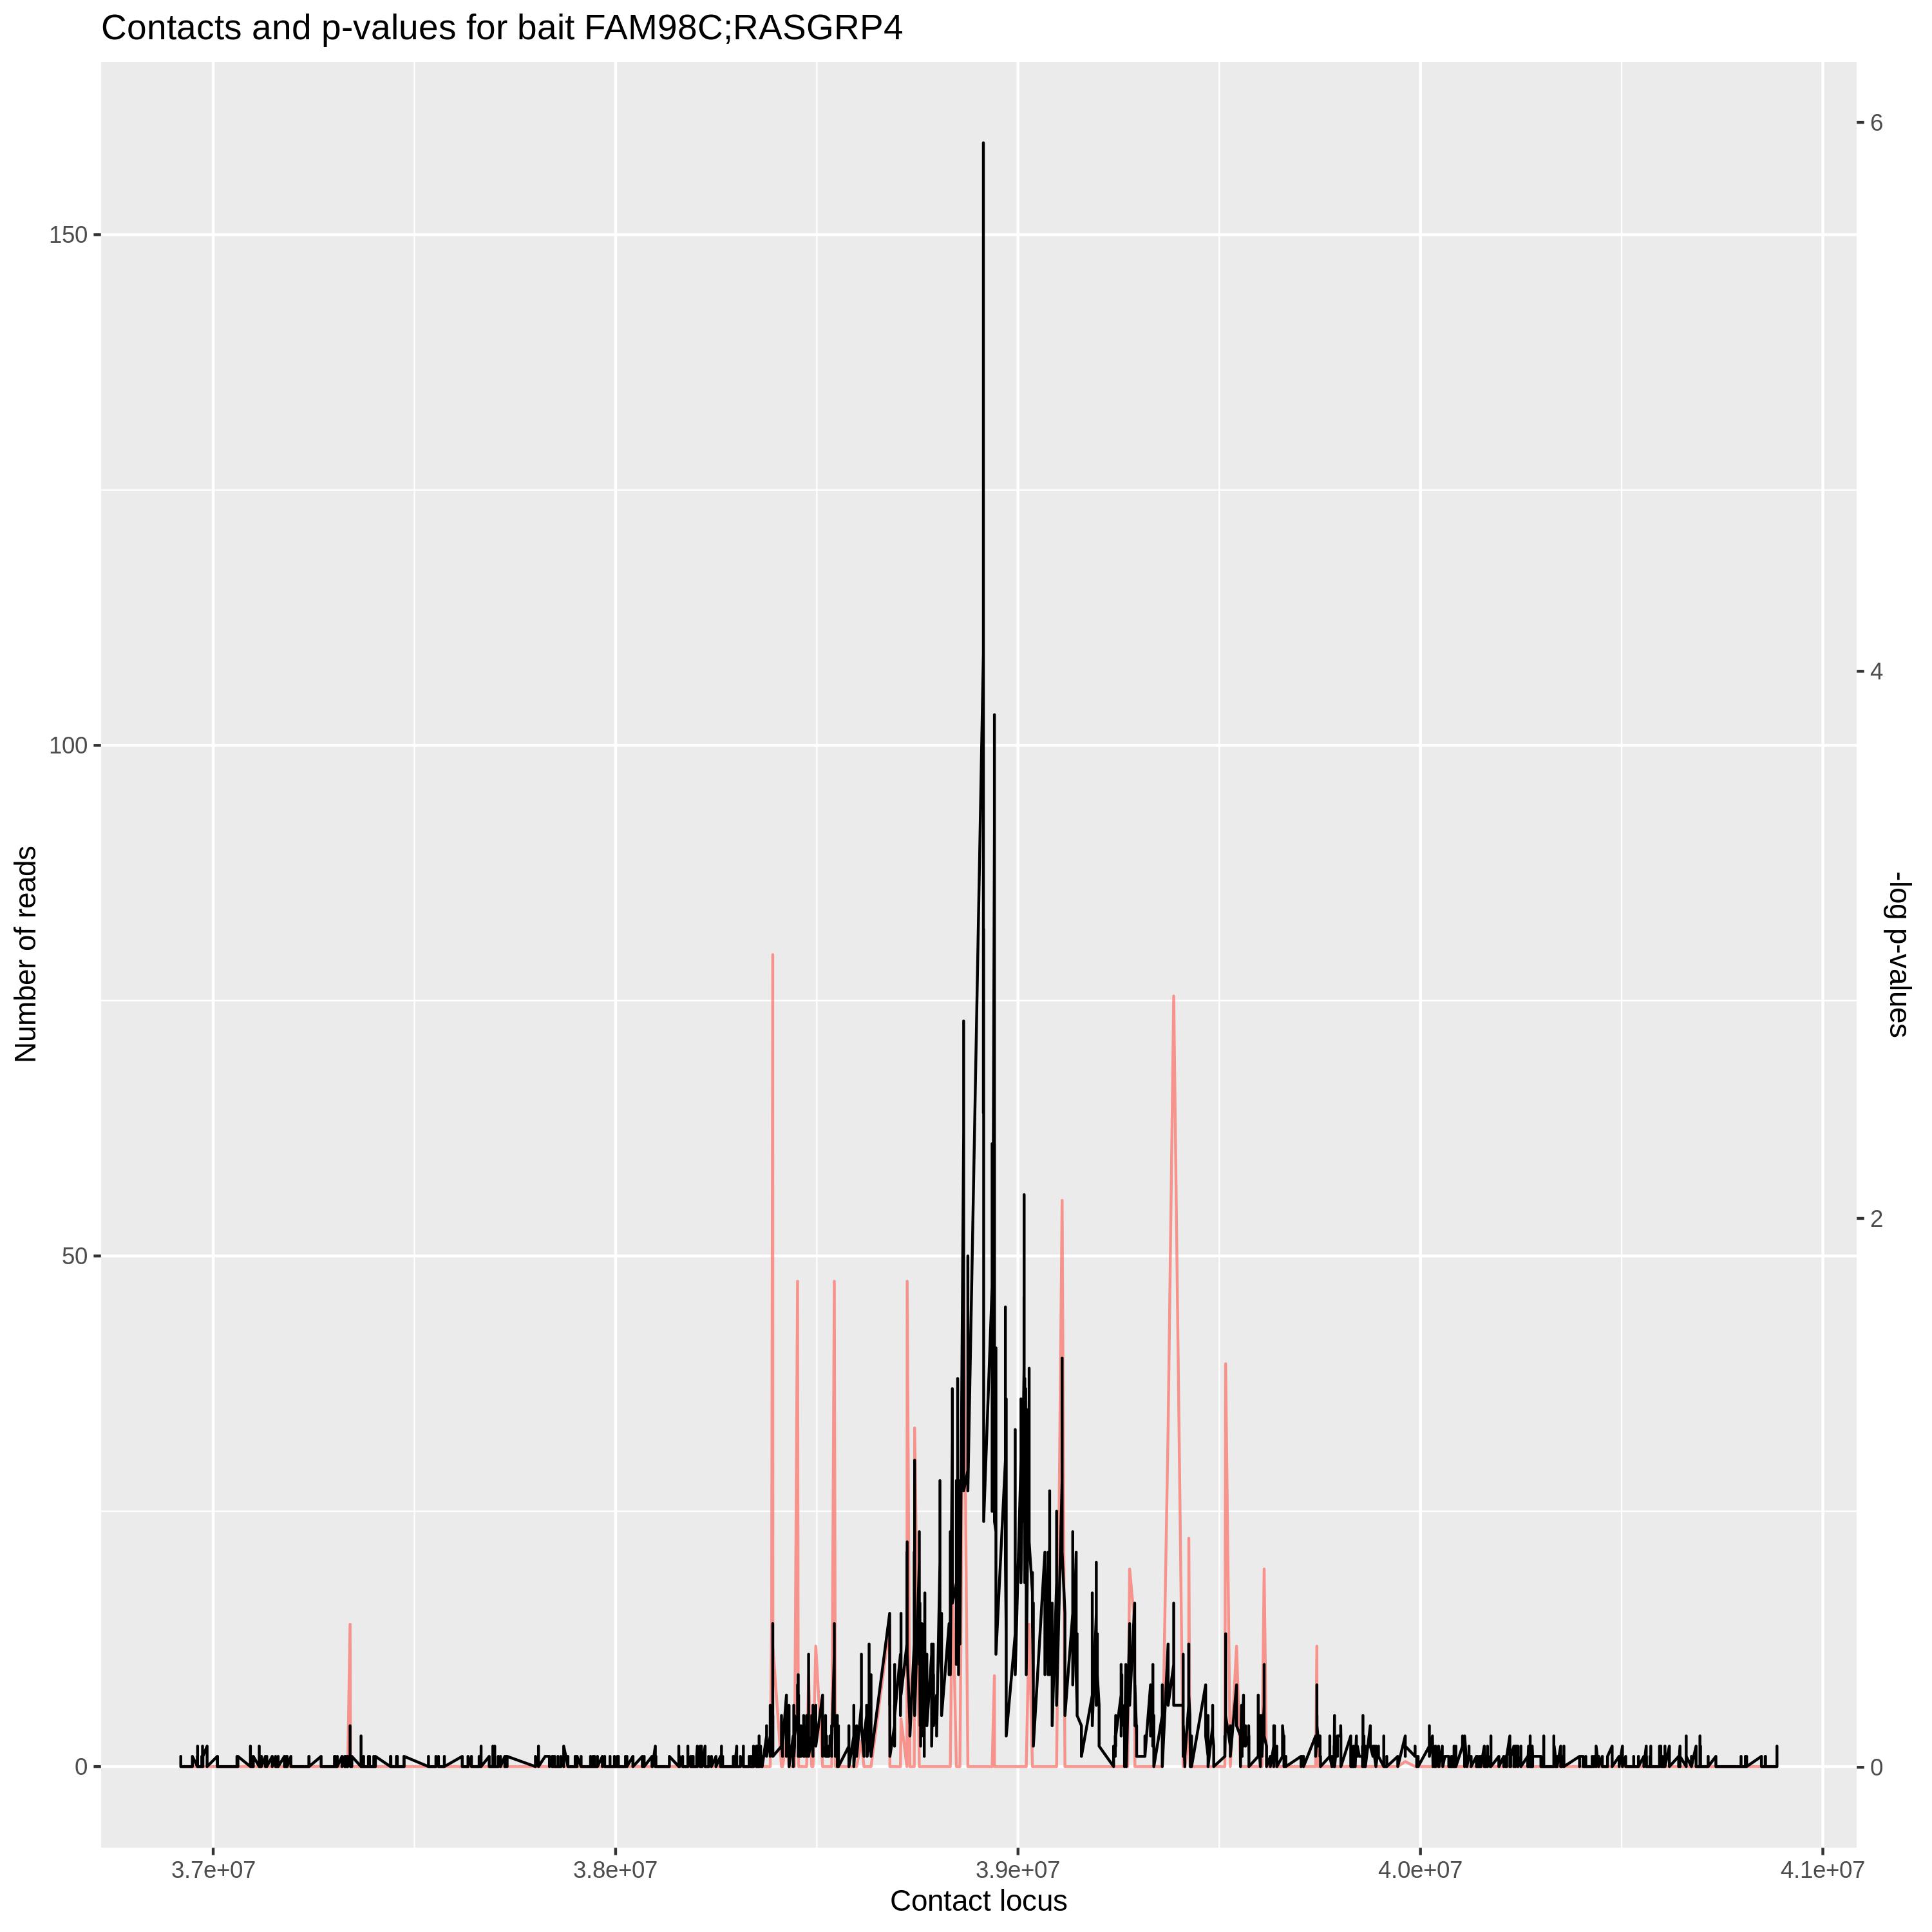 Contacts and p-values for bait FAM98C;RASGRP4
150
100
50
0
Number of reads
6
4
2
0
-log p-values
3.7e+07
3.8e+07
3.9e+07
4.0e+07
4.1e+07
Contact locus